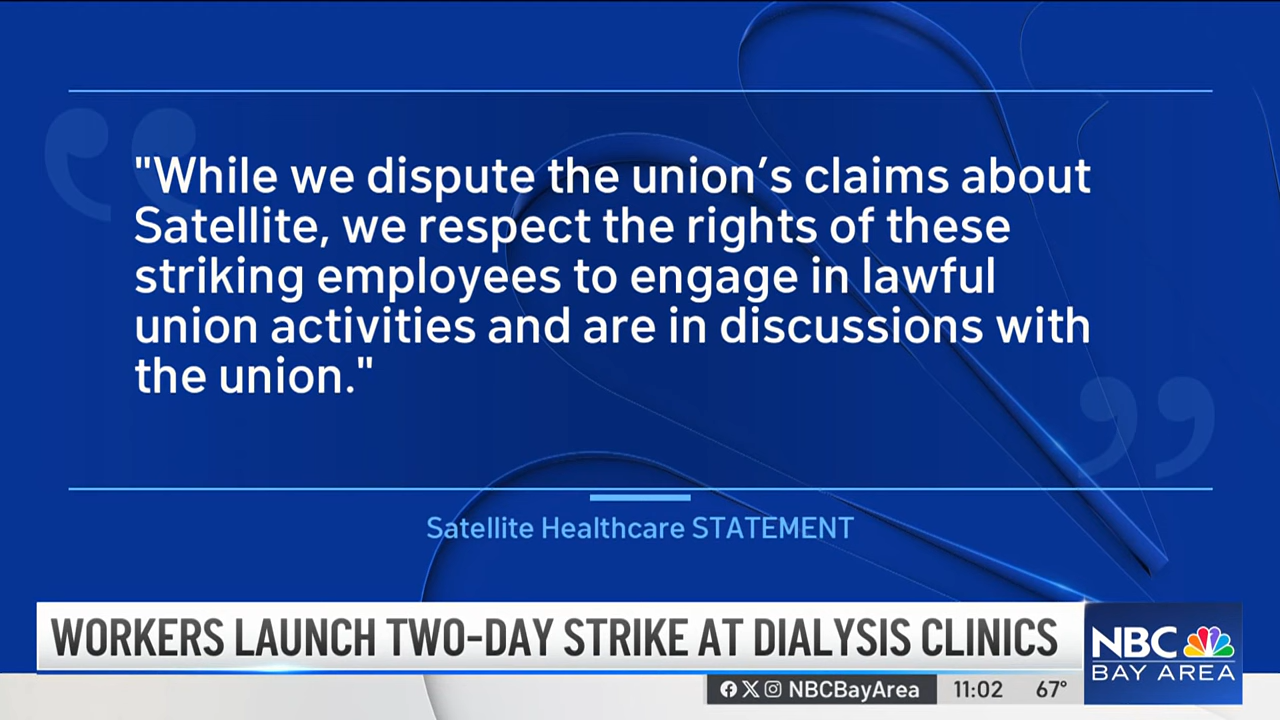 "While we dispute the union’s claims about
Satellite, we respect the rights of these
striking employees to engage in lawful
union activities and are in discussions with
the union."
Satellite Healthcare STATEMENT
WORKERS LAUNCH TWO-DAY STRIKE AT DIALYSIS CLINICS
NBC
BAY AREA
NBCBayArea 11:02 67°